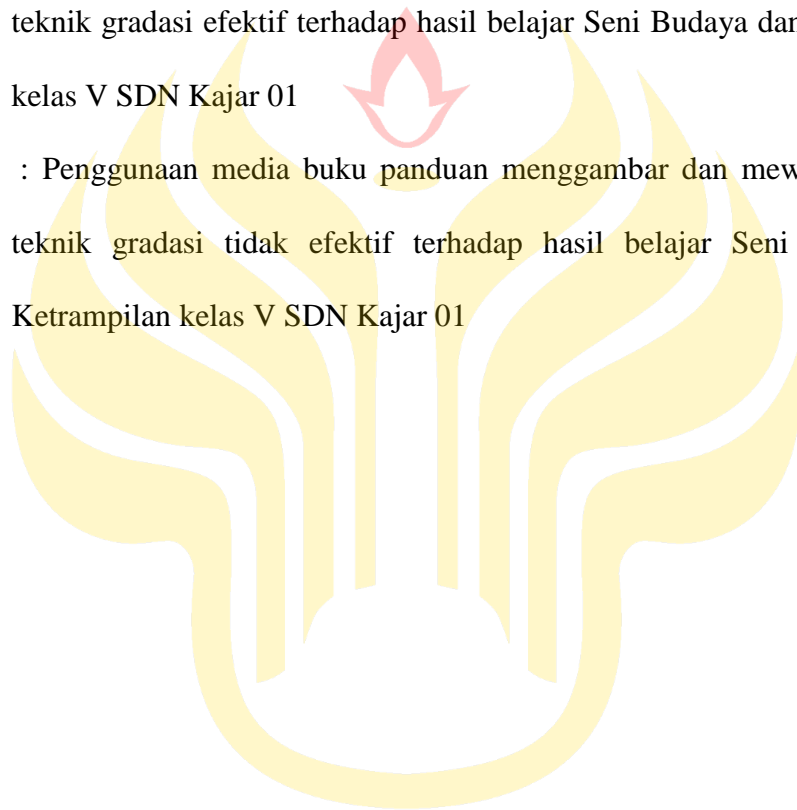 teknik gradasi efektif terhadap hasil belajar Seni Budaya dan
kelas V SDN Kajar 01
: Penggunaan media buku panduan menggambar dan mew
teknik gradasi tidak efektif terhadap hasil belajar Seni
Ketrampilan kelas V SDN Kajar 01